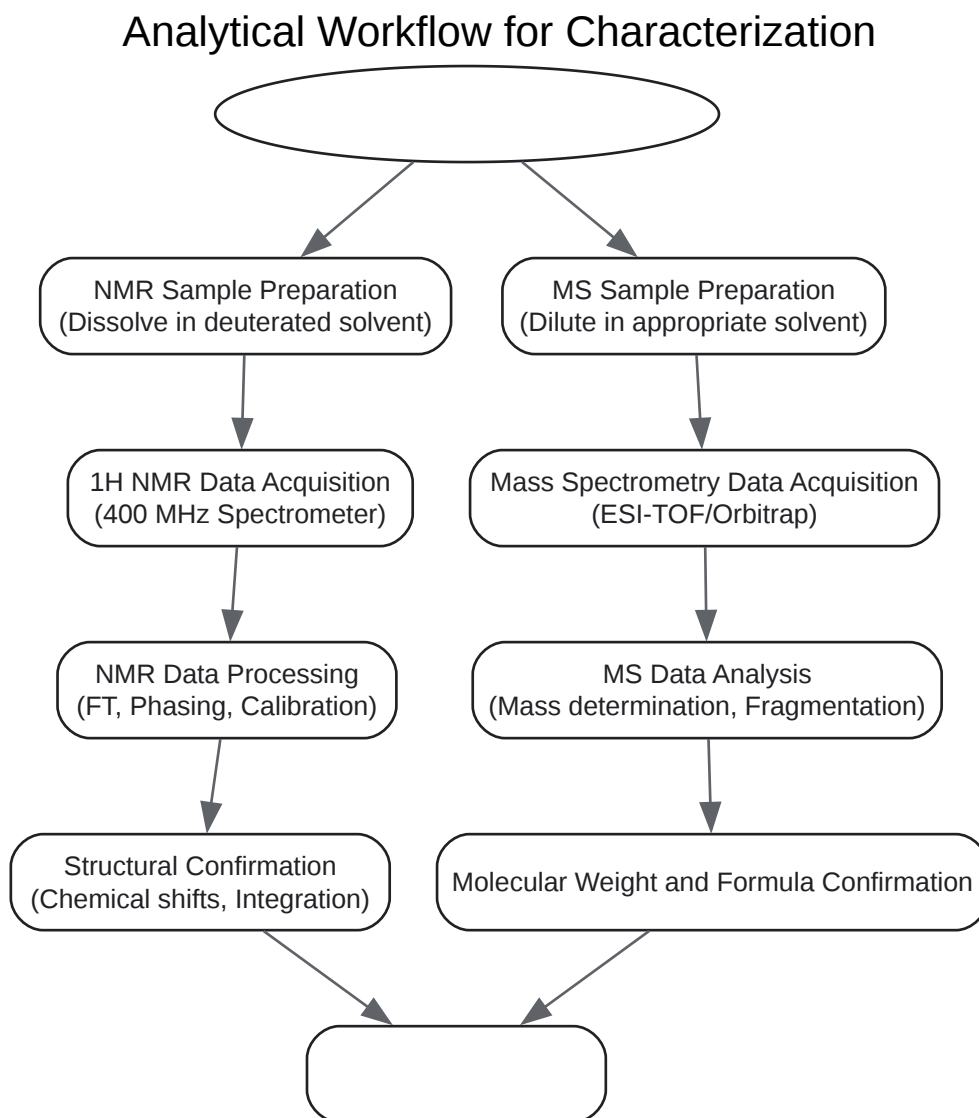 Analytical Workflow for Characterization
NMR Sample Preparation
(Dissolve in deuterated solvent)
MS Sample Preparation
(Dilute in appropriate solvent)
1H NMR Data Acquisition
(400 MHz Spectrometer)
Mass Spectrometry Data Acquisition
(ESI-TOF/Orbitrap)
NMR Data Processing
(FT, Phasing, Calibration)
MS Data Analysis
(Mass determination, Fragmentation)
Structural Confirmation
(Chemical shifts, Integration)
Molecular Weight and Formula Confirmation